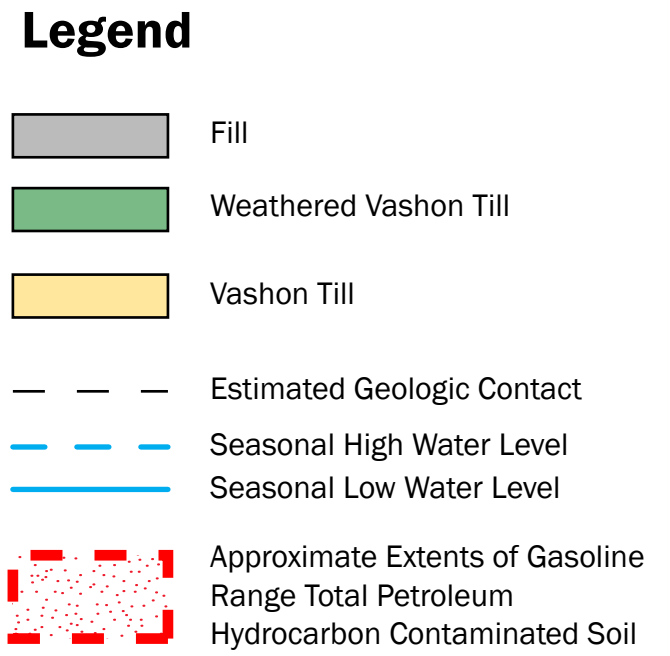 Legend
Fill
Weathered Vashon Till
Vashon Till
Estimated Geologic Contact
Seasonal High Water Level
Seasonal Low Water Level
Approximate Extents of Gasoline
Range Total Petroleum
Hydrocarbon Contaminated Soil